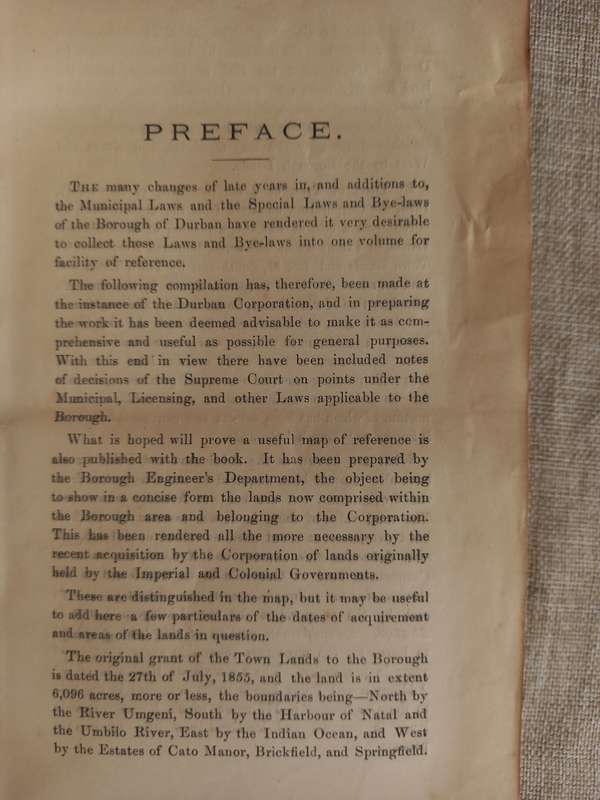 PREFACE.
THE many changes of late years in, and additions to,
the Municipal Laws and the Special Laws and Bye-laws
of the Borough of Durban have rendered it very desirable
to collect those Laws and Bye-laws into one volume for
facility of reference.
The following compilation has, therefore, been made at
the instance of the Durban Corporation, and in preparing
the work it has been deemed advisable to make it as com-
prehensive and useful as possible for general purposes.
With this end in view there have been included notes
of decisions of the Supreme Court on points under the
Municipal, Licensing, and other Laws applicable to the
Borough.
What is hoped will prove a useful map of reference is
also published with the book. It has been prepared by
the Borough Engineer's Department, the object being
to show in a concise form the lands now comprised within
the Borough area and belonging to the Corporation.
This has been rendered all the more necessary by the
recent acquisition by the Corporation of lands originally
held by the Imperial and Colonial Governments.
These are distinguished in the map, but it may be useful
to add here a few particulars of the dates of acquirement
and areas of the lands in question.
The original grant of the Town Lands to the Borough
is dated the 27th of July, 1855, and the land is in extent
6,096 acres, more or less, the boundaries being—North by
the River Umgeni, South by the Harbour of Natal and
the Umbilo River, East by the Indian Ocean, and West
by the Estates of Cato Manor, Brickfield, and Springfield.